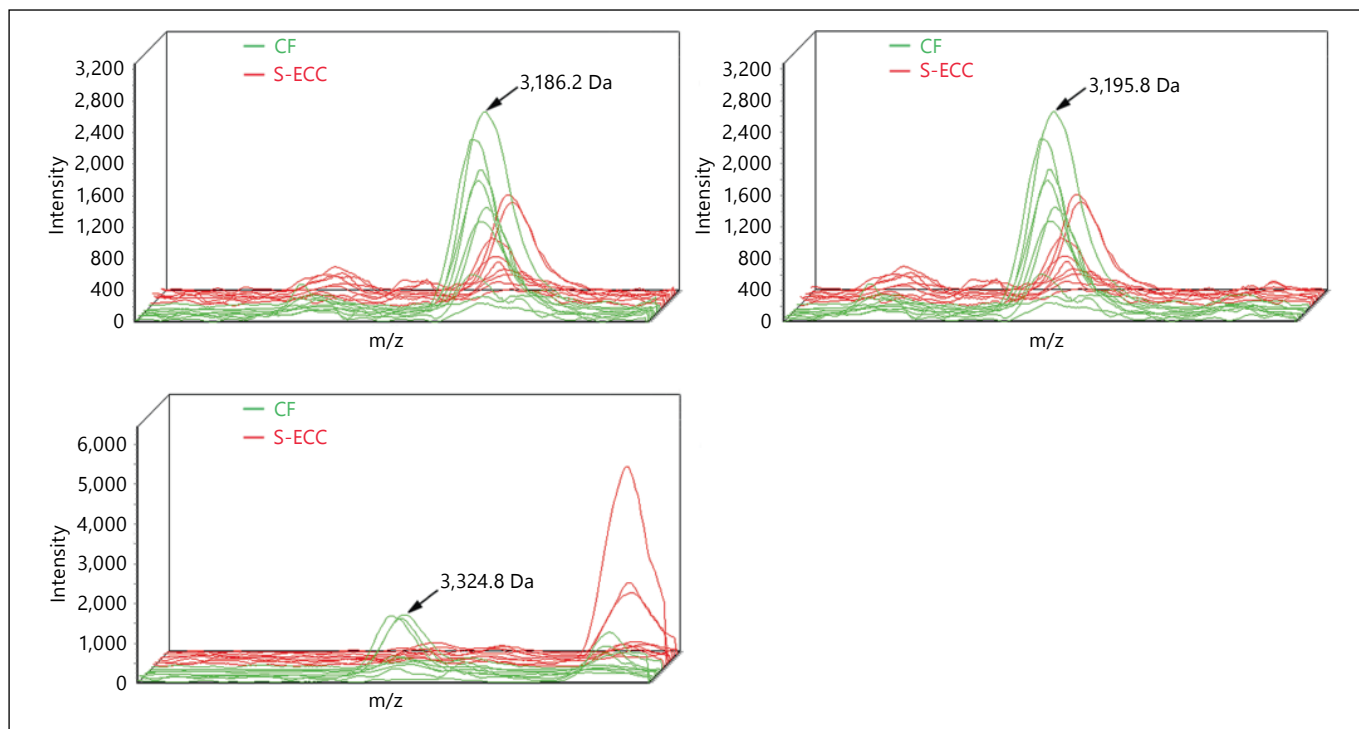 CF
S-ECC
3,186.2 Da
3,200
2,800
2,400
2,000
1,600
1,200
800
400
0
Intensity
m/z
CF
S-ECC
3,195.8 Da
3,200
2,800
2,400
2,000
1,600
1,200
800
400
0
Intensity
m/z
CF
S-ECC
3,324.8 Da
6,000
5,000
4,000
3,000
2,000
1,000
0
Intensity
m/z